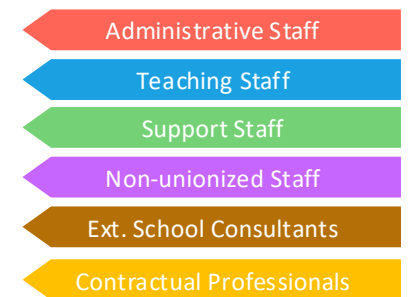 Administrative Staff
Teaching Staff
Support Staff
Non-unionized Staff
Ext. School Consultants
Contractual Professionals